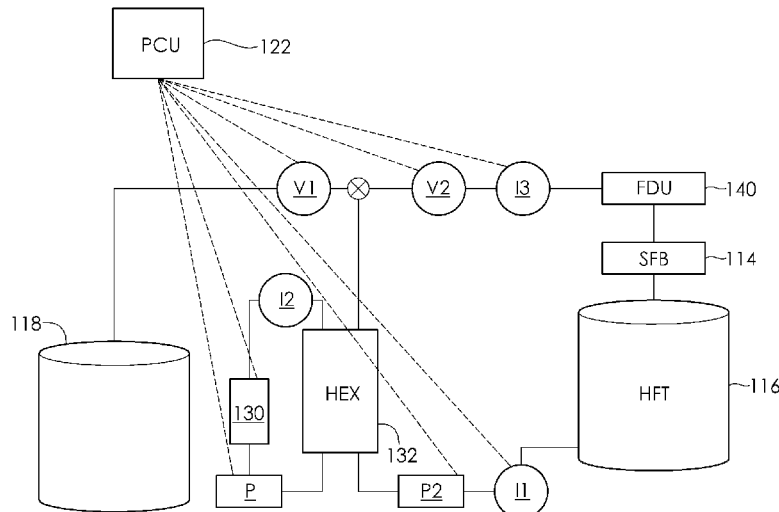 PCU
122
V1
V2
I3
FDU
140
SFB
114
I2
118
HFT
116
HEX
130
132
P
P2
I1